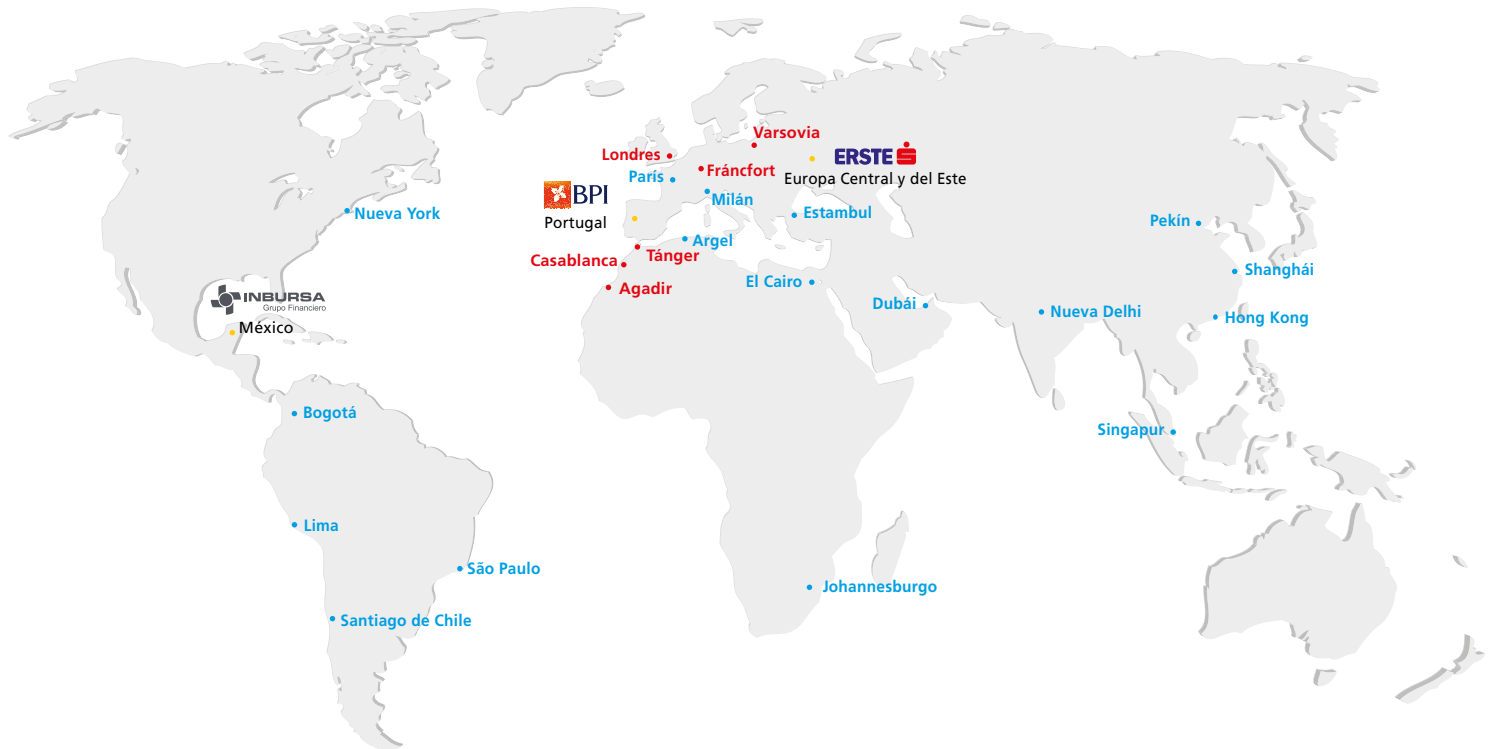 Varsovia
Londres
ERSTE
Fráncfort
París
Europa Central y del Este
BPI
Milán
Portugal
Nueva York
Estambul
Pekín
Argel
Tánger
Casablanca
Shanghái
El Cairo
Agadir
INBURSA
Grupo Financiero
Dubái
Nueva Delhi
Hong Kong
México
Bogotá
Singapur
Lima
São Paulo
Johannesburgo
Santiago de Chile